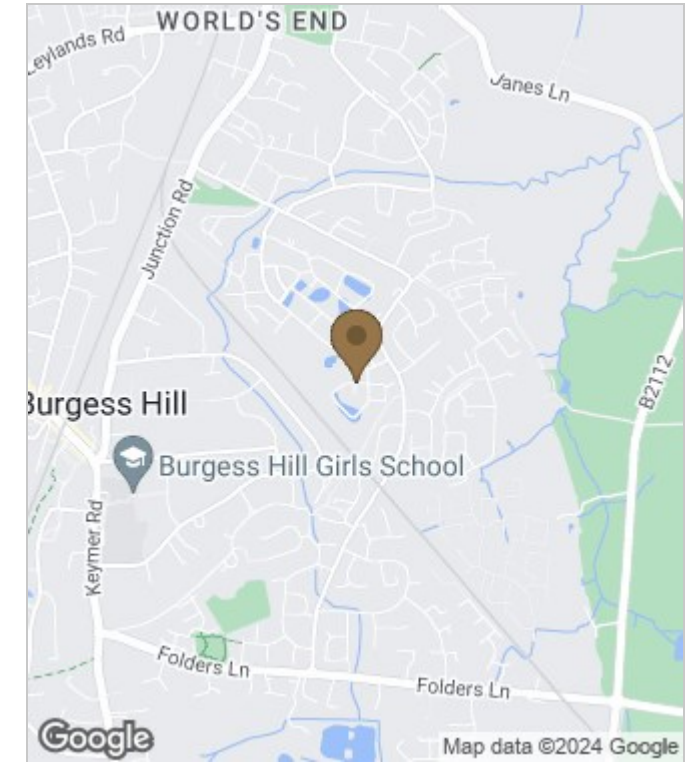 WORLD'S END
Leylands Rd
Janes Ln
Junction Rd
B2112
Burgess Hill
Burgess Hill Girls School
Keymer Rd
Folders Ln
Folders Ln
Google
Map data ©2024 Google